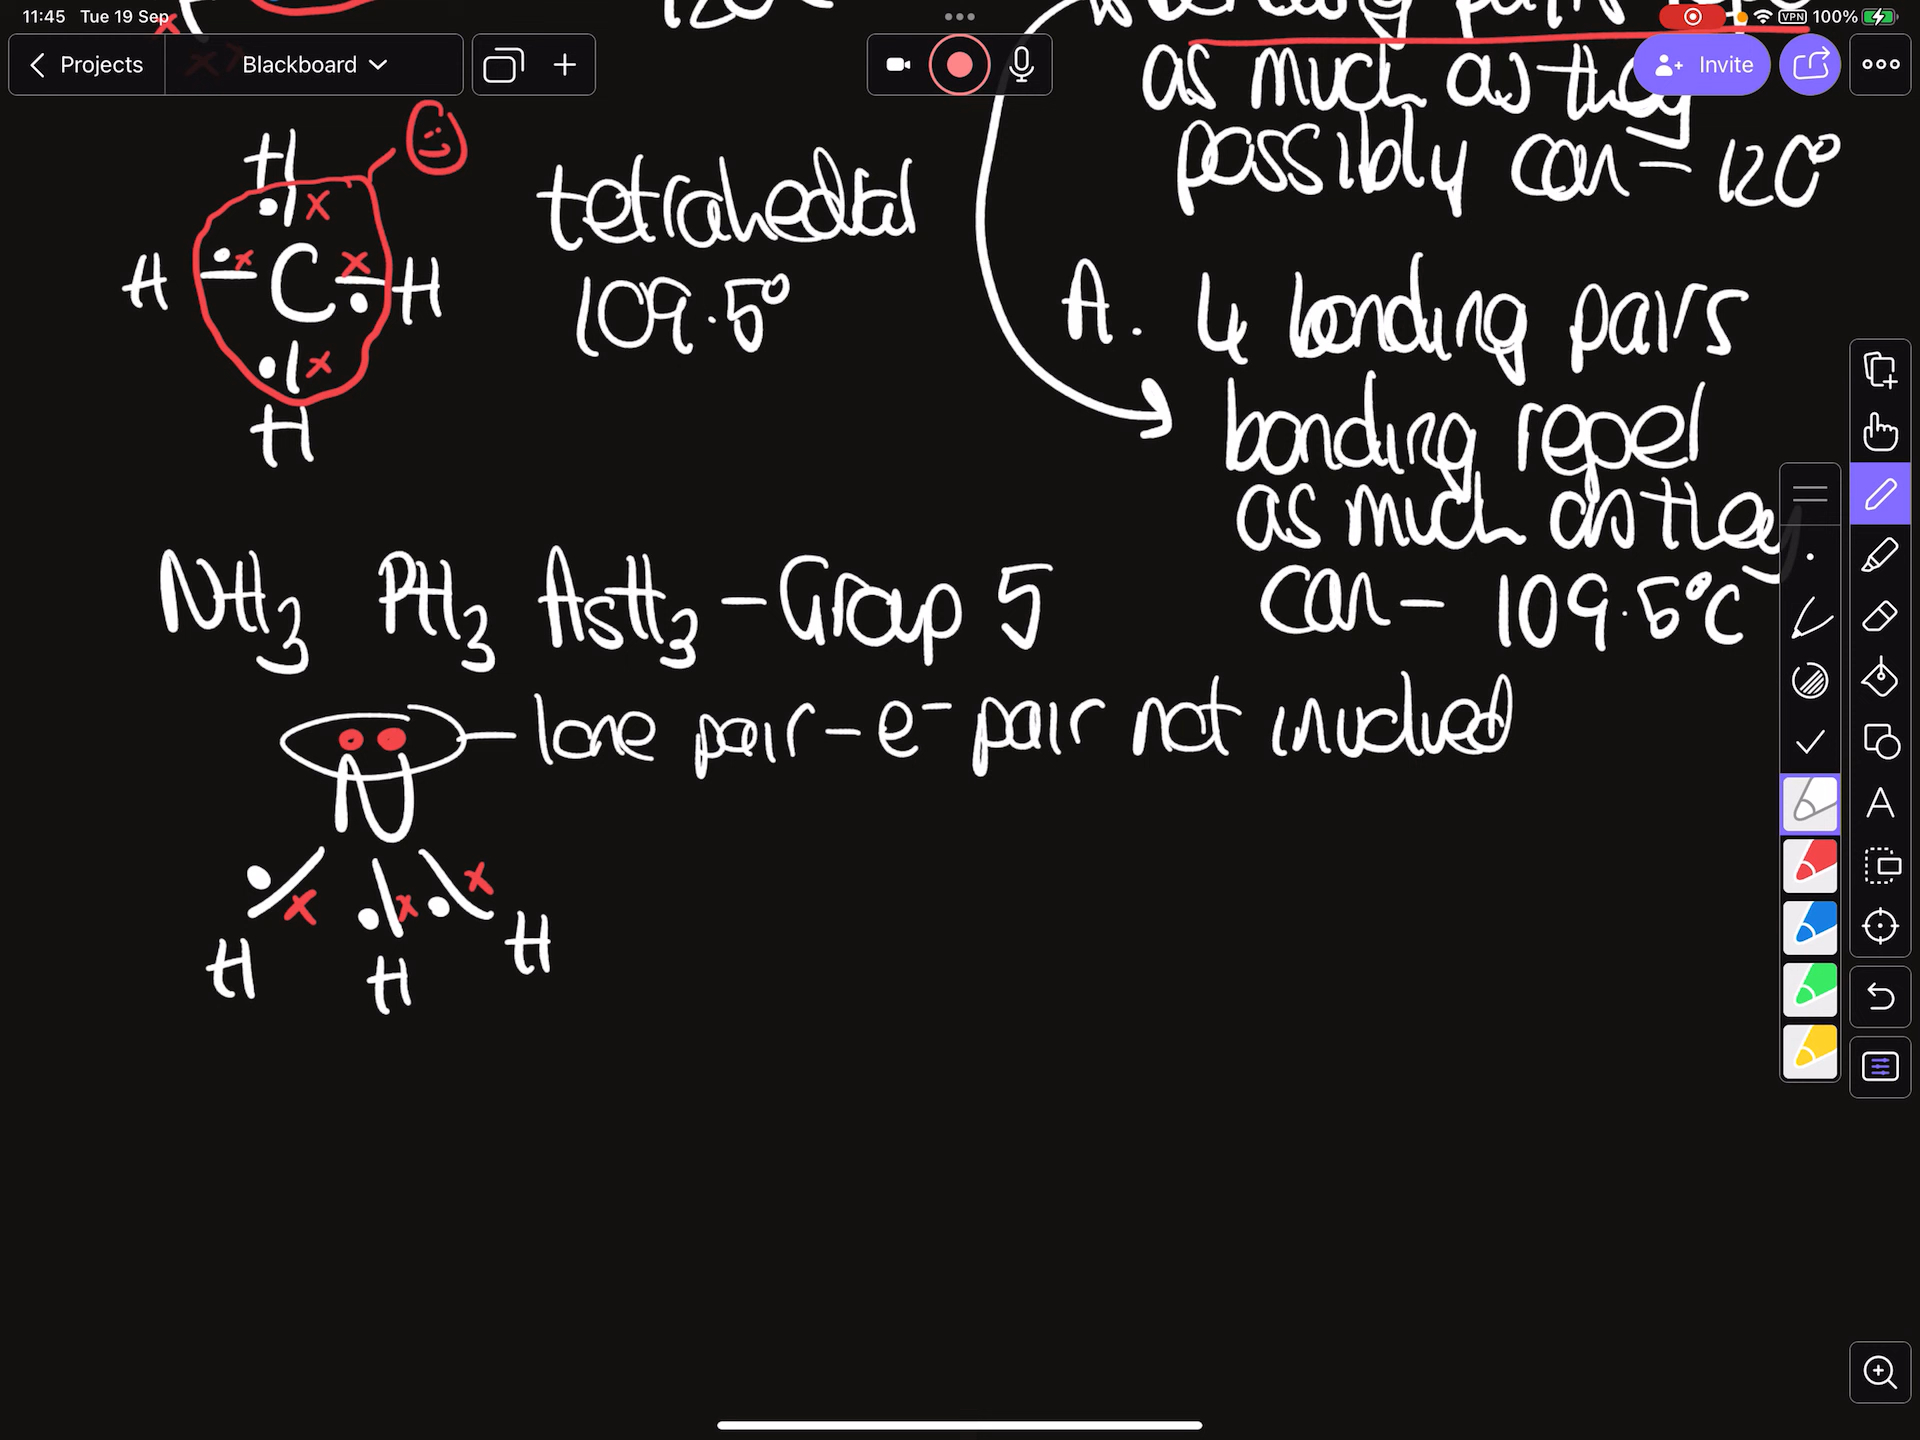 11:45 Tue 19 Sep
VPN 100%
Projects
Blackboard
Invite
as much as they
possibly can - 120°
H
H C H
H
tetrahedral
109.5°
A. 4 bonding pairs
bonding repel
as much as they
can - 109.5°C
NH3 PH3 AsH3 - Group 5
lone pair - e- pair not involved
N
H H H
A